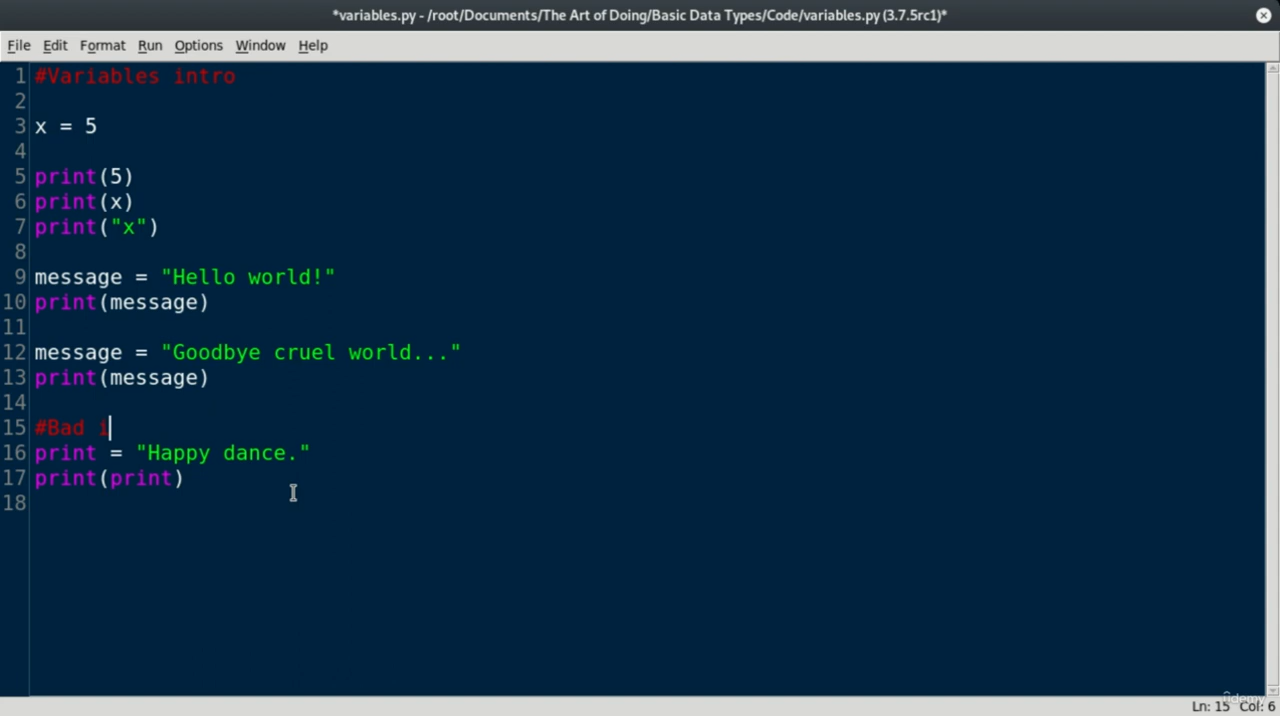 *variables.py - /root/Documents/The Art of Doing/Basic Data Types/Code/variables.py (3.7.5rc1)*
File Edit Format Run Options Window Help
1 #Variables intro
2
3 x = 5
4
5 print(5)
6 print(x)
7 print("x")
8
9 message = "Hello world!"
10 print(message)
11
12 message = "Goodbye cruel world..."
13 print(message)
14
15 #Bad i
16 print = "Happy dance."
17 print(print)
18
ûdemy
Ln: 15 Col: 6